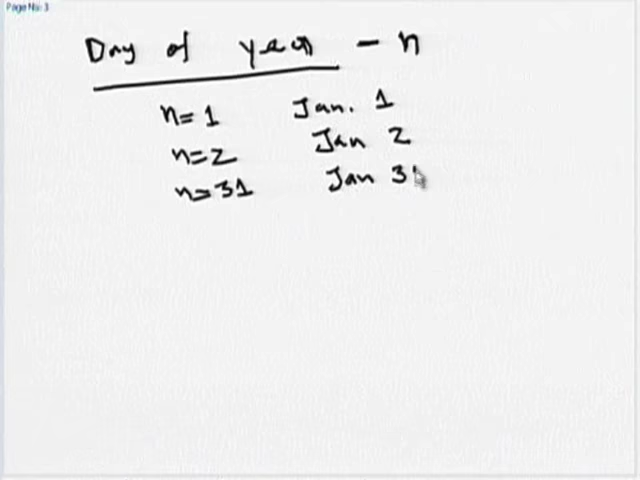 Page No: 3
Day of year - n
n=1 Jan. 1
n=2 Jan 2
n=31 Jan 31